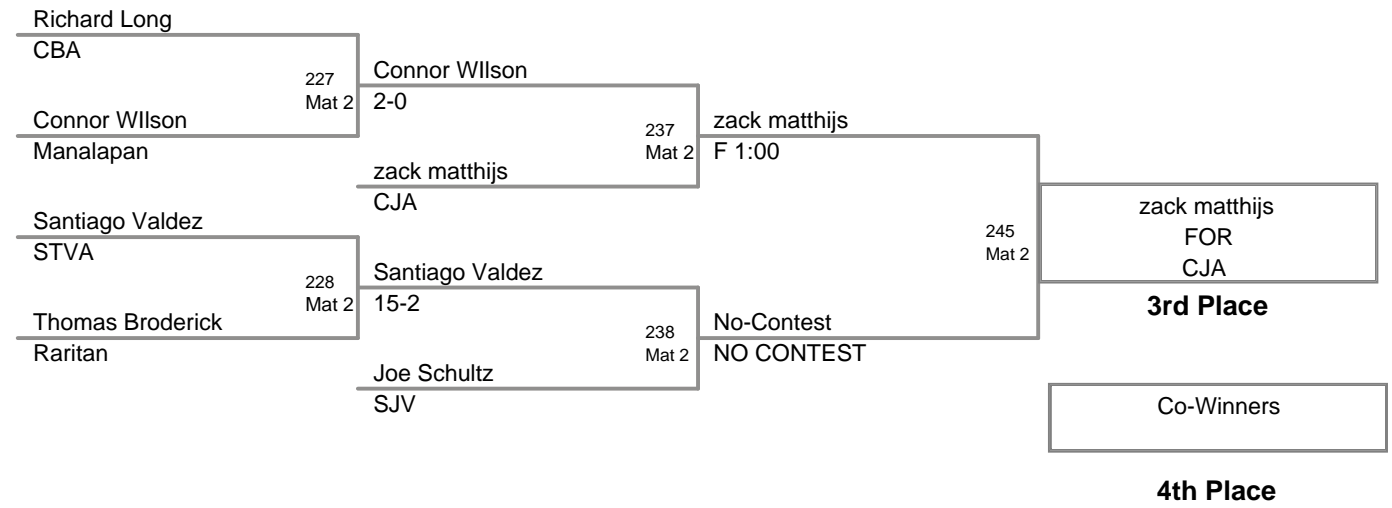 Richard Long
CBA
227
Mat 2
Connor WIlson
2-0
Connor WIlson
Manalapan
237
Mat 2
zack matthijs
F 1:00
zack matthijs
CJA
Santiago Valdez
STVA
228
Mat 2
Santiago Valdez
15-2
Thomas Broderick
Raritan
238
Mat 2
No-Contest
NO CONTEST
Joe Schultz
SJV
245
Mat 2
zack matthijs
FOR
CJA
3rd Place
Co-Winners
4th Place